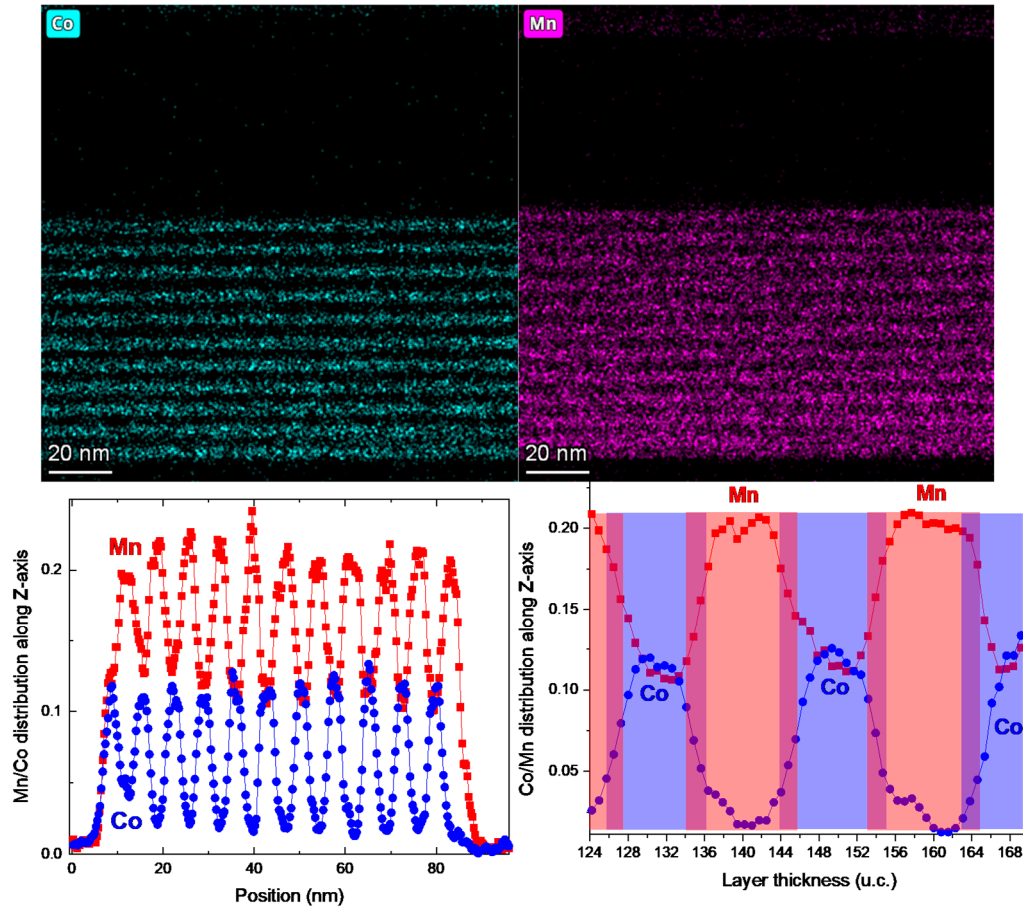 Co
Mn
20 nm
20 nm
Mn/Co distribution along Z-axis
0.2
0.1
0.0
Mn
Co
0
20
40
60
80
Position (nm)
Co/Mn distribution along Z-axis
0.20
0.15
0.10
0.05
Mn
Mn
Co
Co
Co
124
128
132
136
140
144
148
152
156
160
164
168
Layer thickness (u.c.)